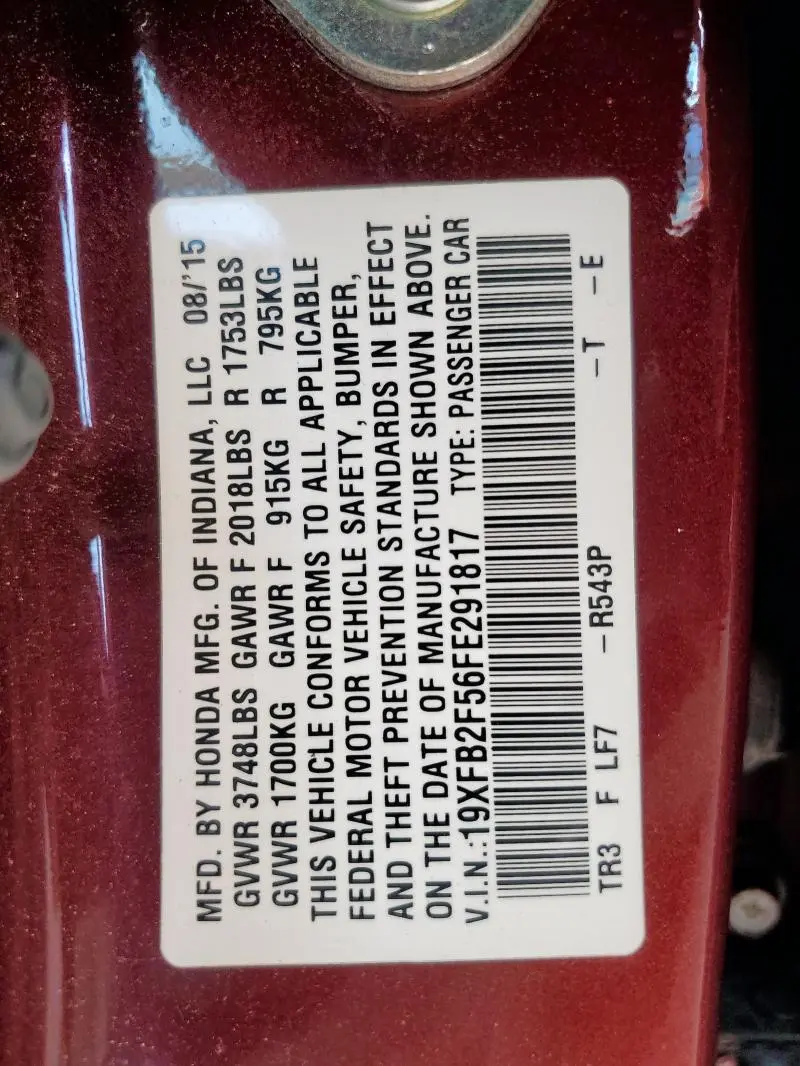 MFD. BY HONDA MFG. OF INDIANA, LLC 08/'15
GVWR 3748LBS GAWR F 2018LBS R 1753LBS
GVWR 1700KG GAWR F 915KG R 795KG
THIS VEHICLE CONFORMS TO ALL APPLICABLE
FEDERAL MOTOR VEHICLE SAFETY, BUMPER,
AND THEFT PREVENTION STANDARDS IN EFFECT
ON THE DATE OF MANUFACTURE SHOWN ABOVE.
V.I.N.:19XFB2F56FE291817 TYPE: PASSENGER CAR
TR3 F LF7 -R543P -T -E